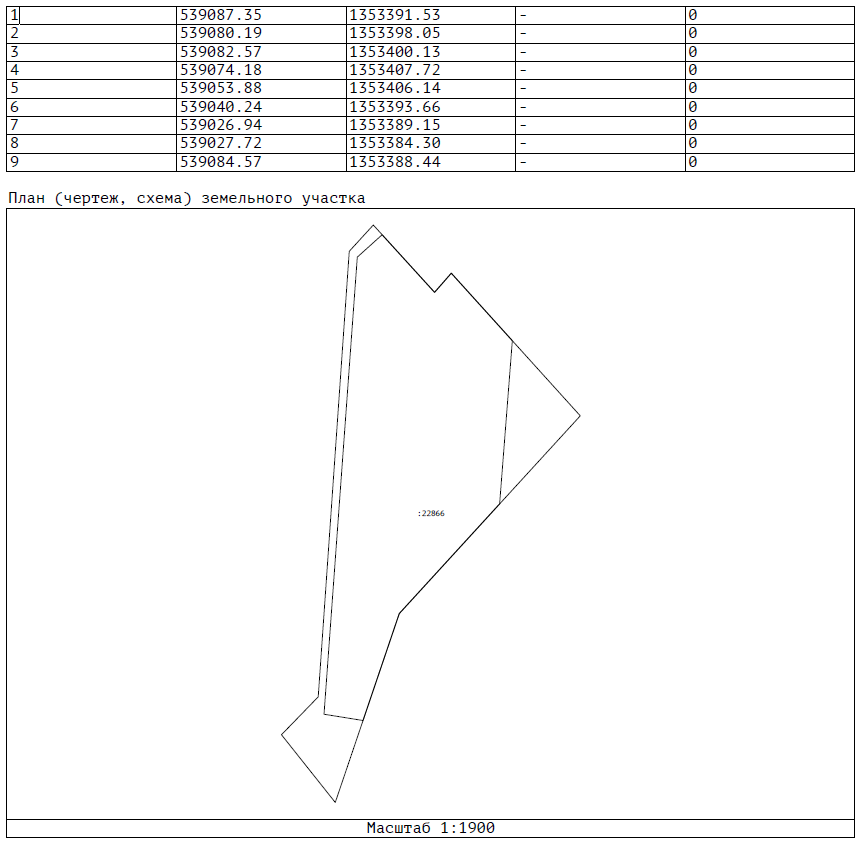 1 539087.35 1353391.53 - 0
2 539080.19 1353398.05 - 0
3 539082.57 1353400.13 - 0
4 539074.18 1353407.72 - 0
5 539053.88 1353406.14 - 0
6 539040.24 1353393.66 - 0
7 539026.94 1353389.15 - 0
8 539027.72 1353384.30 - 0
9 539084.57 1353388.44 - 0
План (чертеж, схема) земельного участка
:22866
Масштаб 1:1900